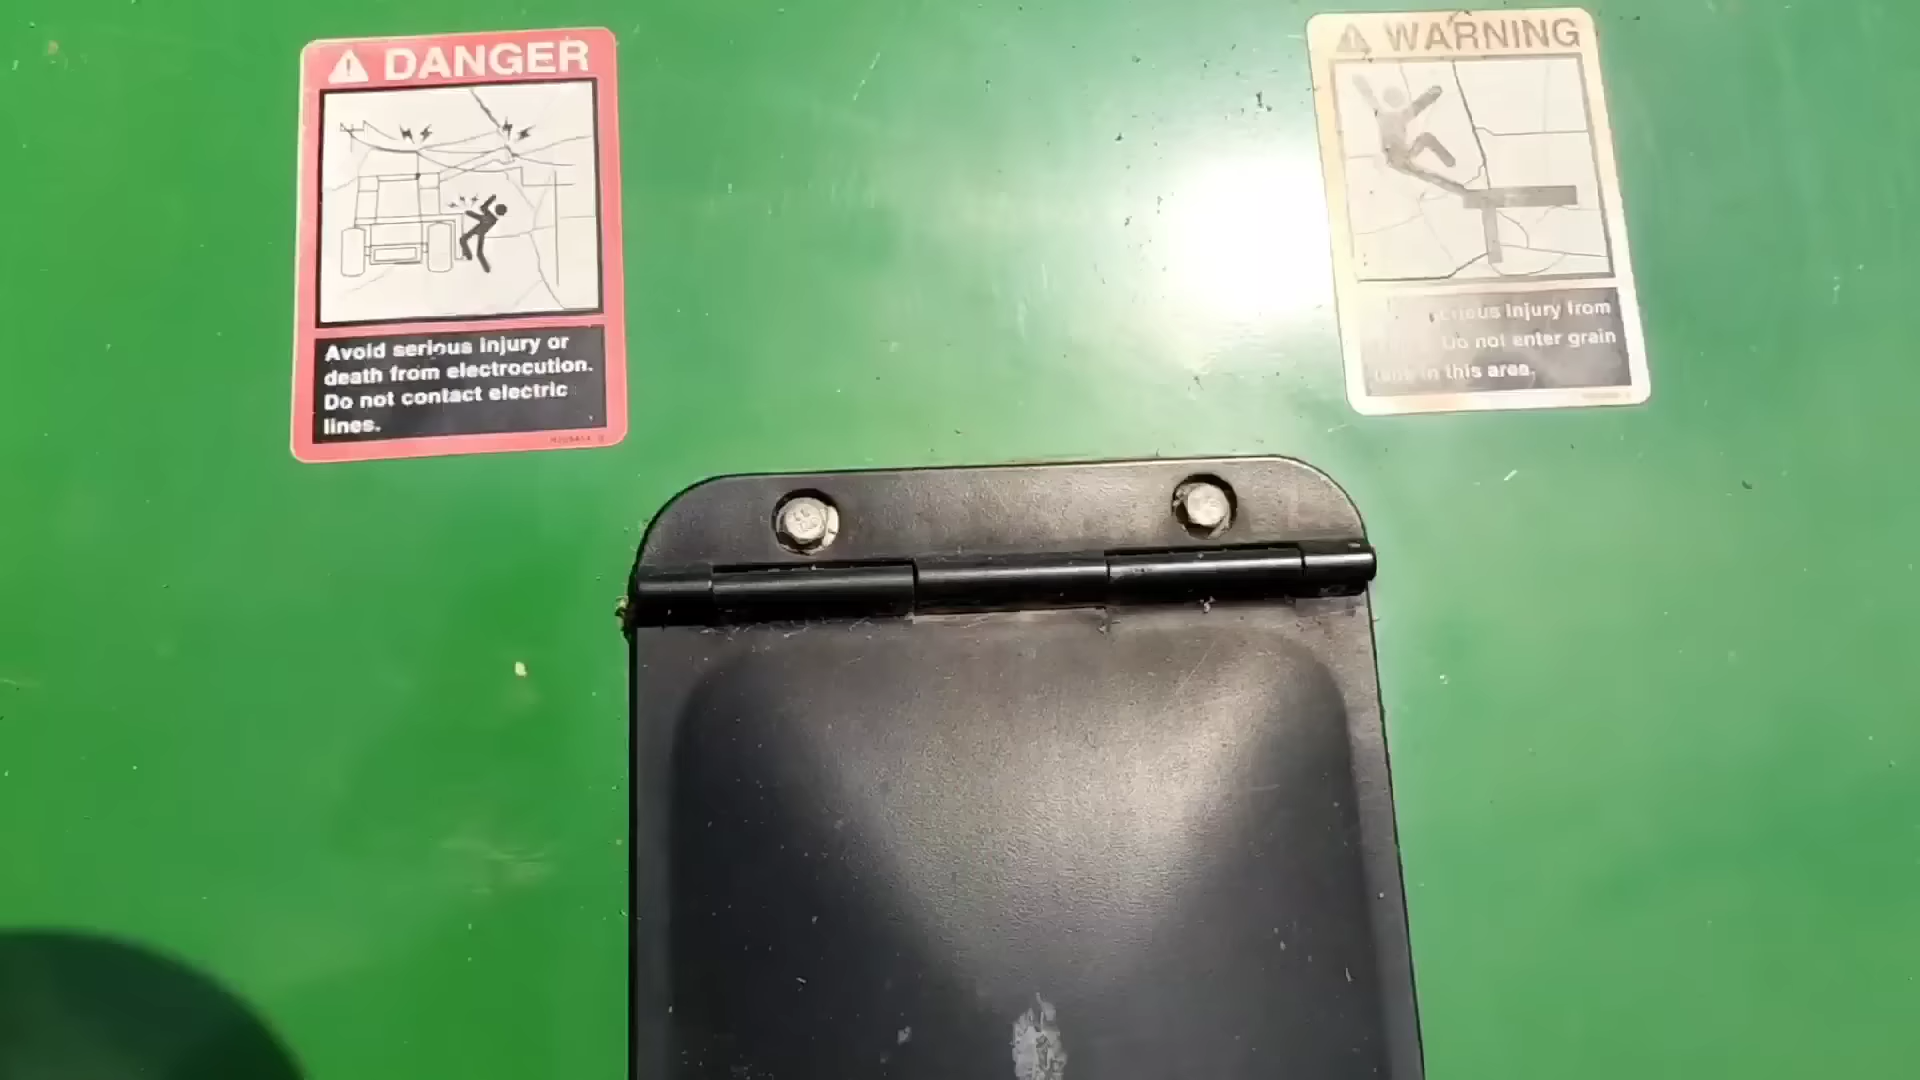 DANGER
Avoid serious injury or
death from electrocution.
Do not contact electric
lines.
WARNING
injury from
Do not enter grain
in this area.